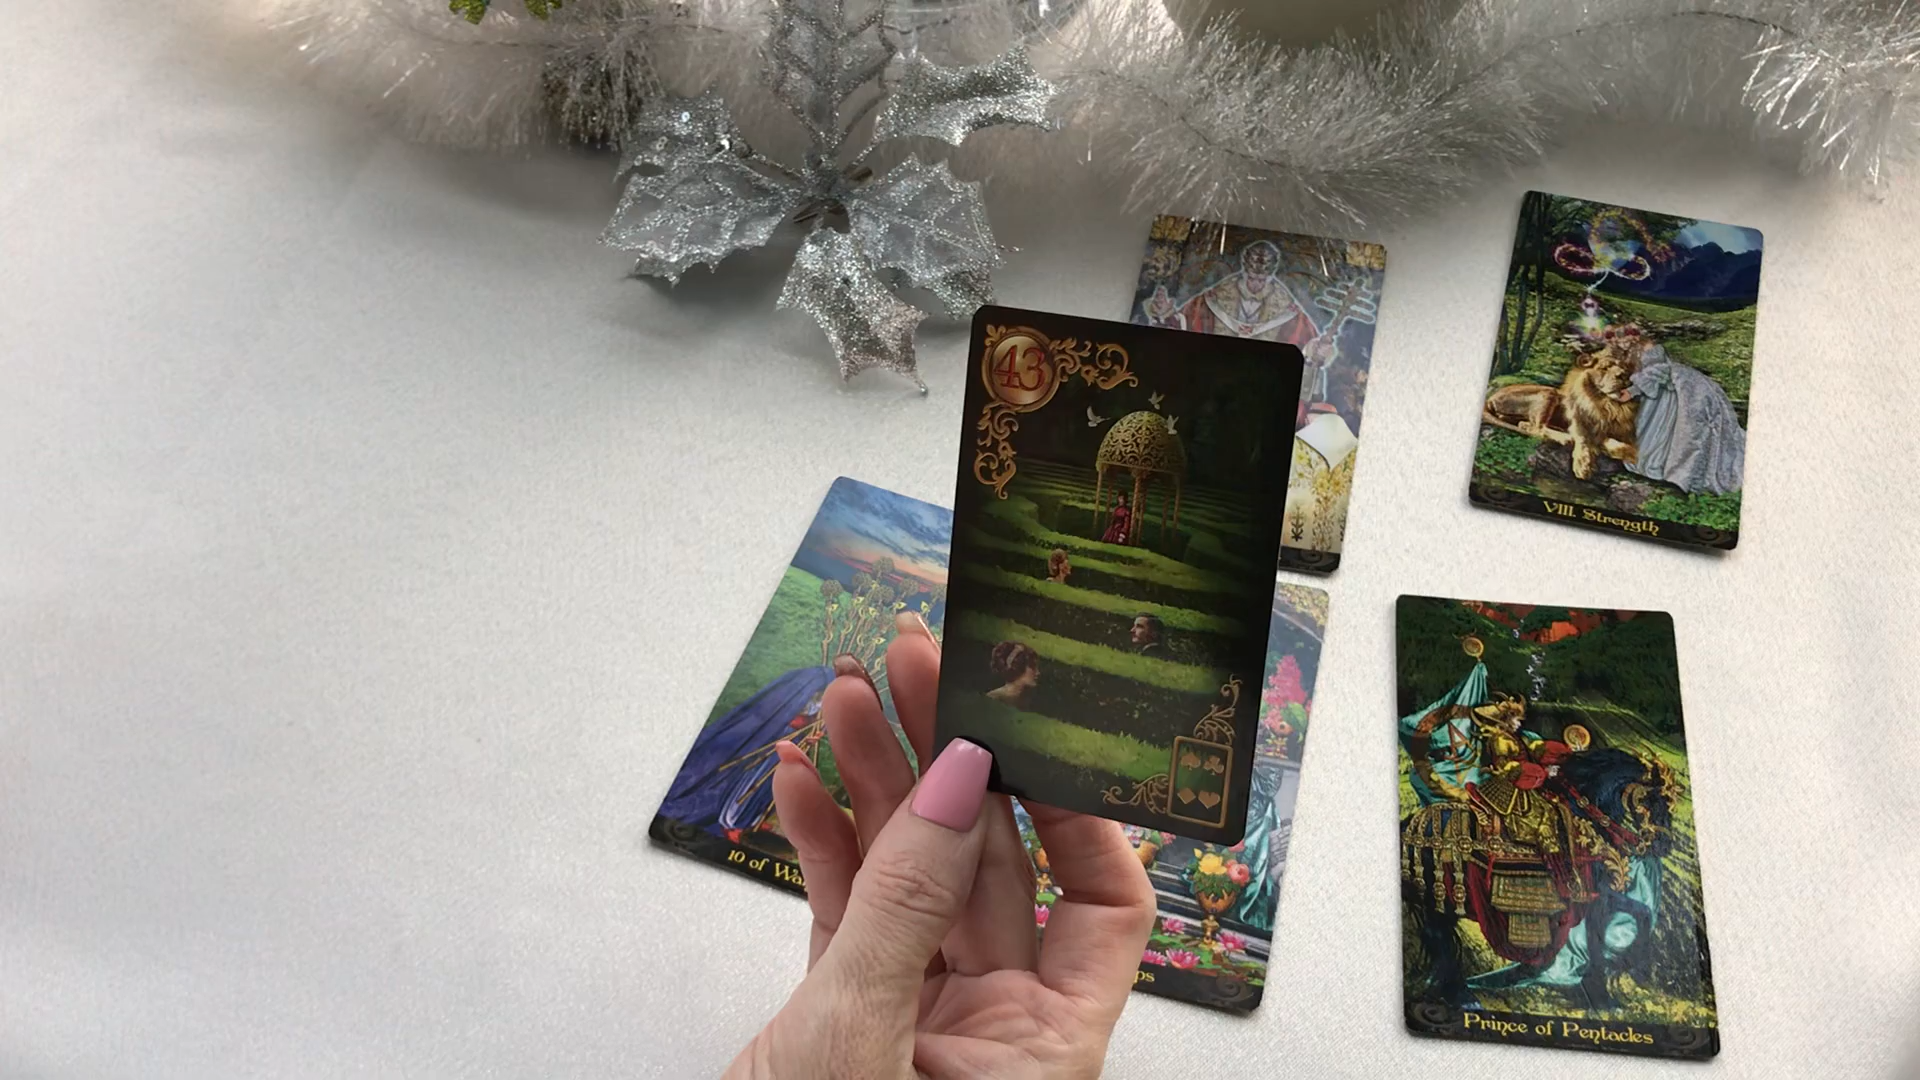 43
VIII. Strength
10 of Wa
ps
Prince of Pentacles